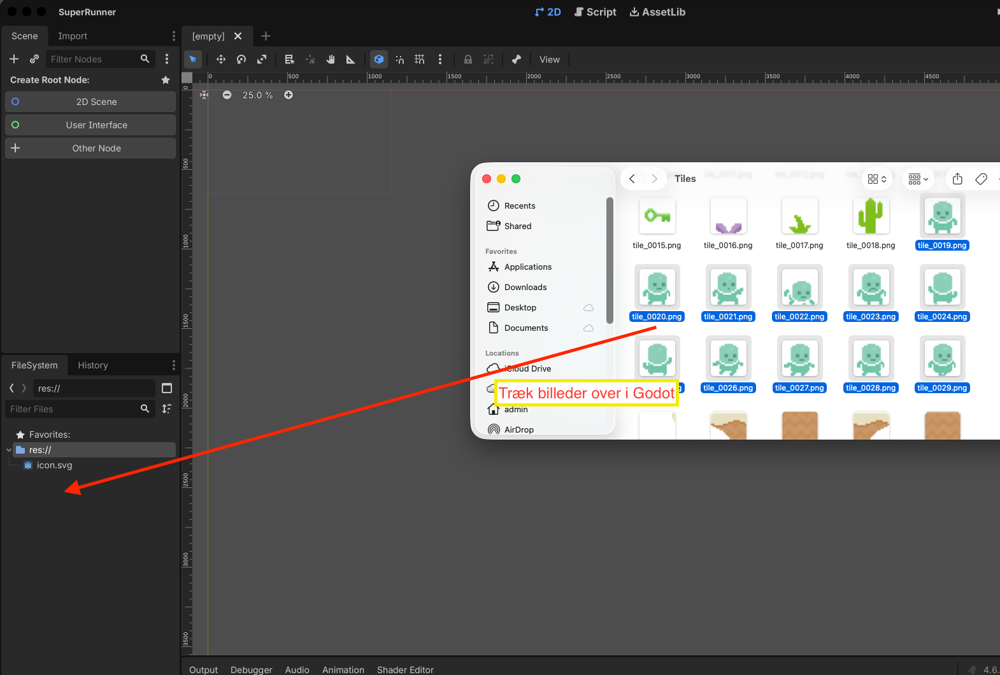 SuperRunner
2D
Script
AssetLib
Scene
Import
[empty]
Filter Nodes
View
Create Root Node:
2D Scene
User Interface
Other Node
0
500
1000
1500
2000
2500
3000
3500
4000
4500
0
500
1000
1500
2000
2500
3000
3500
25.0 %
Tiles
tile_0011.png
tile_0012.png
Recents
Shared
Favorites
Applications
Downloads
Desktop
Documents
Locations
iCloud Drive
admin
AirDrop
tile_0015.png
tile_0016.png
tile_0017.png
tile_0018.png
tile_0019.png
tile_0020.png
tile_0021.png
tile_0022.png
tile_0023.png
tile_0024.png
tile_0026.png
tile_0027.png
tile_0028.png
tile_0029.png
Træk billeder over i Godot
FileSystem
History
res://
Filter Files
Favorites:
res://
icon.svg
Output
Debugger
Audio
Animation
Shader Editor
4.6.